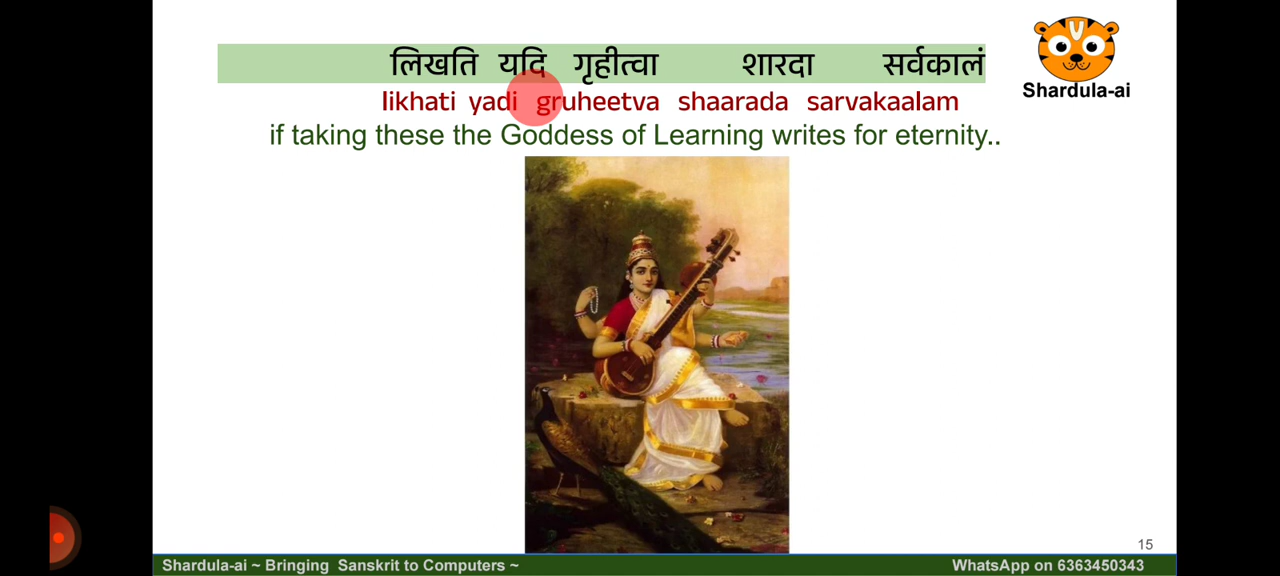 लिखति यदि गृहीत्वा शारदा सर्वकालं
Shardula-ai
likhati yadi gruheetva shaarada sarvakaalam
if taking these the Goddess of Learning writes for eternity..
15
Shardula-ai ~ Bringing Sanskrit to Computers ~ WhatsApp on 6363450343